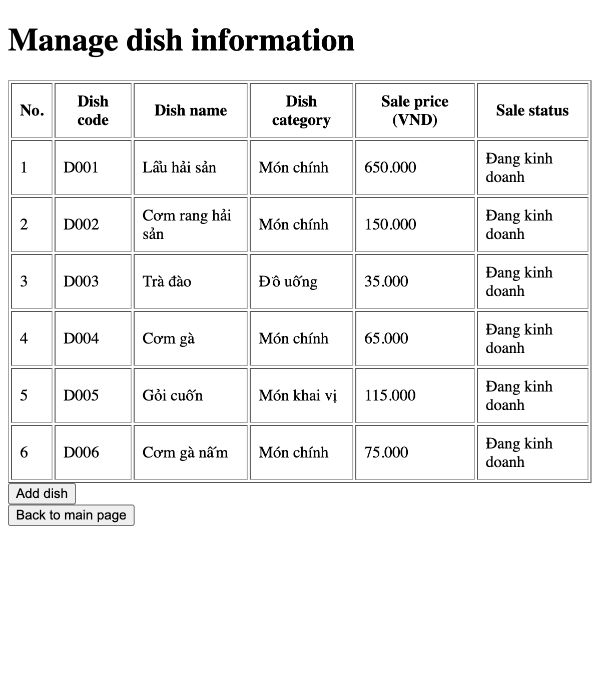 Manage dish information
No. Dish code Dish name Dish category Sale price (VND) Sale status
1 D001 Lẩu hải sản Món chính 650.000 Đang kinh doanh
2 D002 Cơm rang hải sản Món chính 150.000 Đang kinh doanh
3 D003 Trà đào Đồ uống 35.000 Đang kinh doanh
4 D004 Cơm gà Món chính 65.000 Đang kinh doanh
5 D005 Gỏi cuốn Món khai vị 115.000 Đang kinh doanh
6 D006 Cơm gà nấm Món chính 75.000 Đang kinh doanh
Add dish
Back to main page